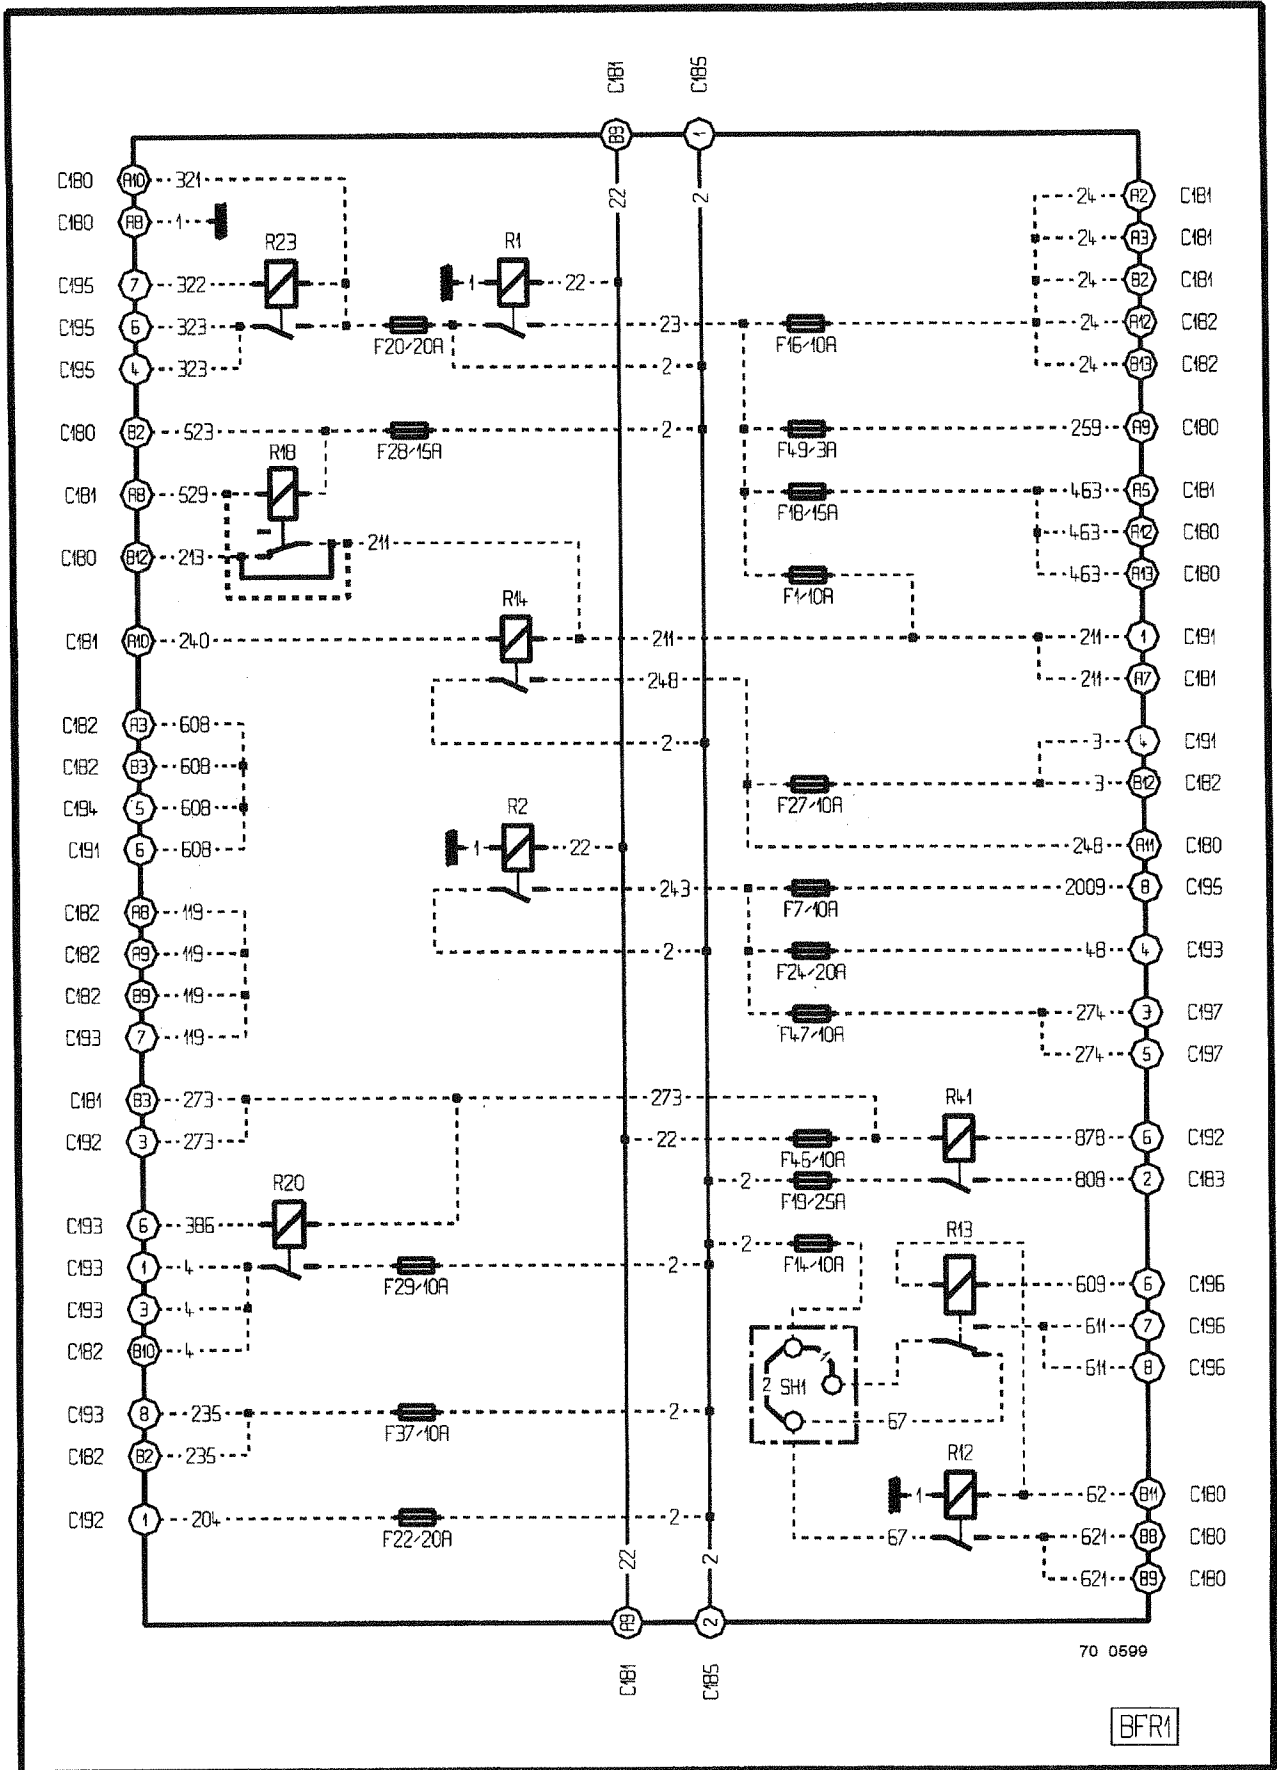 C181 C185
B9 1
C180 A10 321
22 2
24 A2 C181
C180 A8 1
R23 R1
24 A3 C181
C195 7 322
1 22
24 B2 C181
C195 6 323
F20/20A
23
F16/10A
24 A12 C182
C195 4 323
2
24 B13 C182
C180 B2 523
F28/15A
2
F49/3A
259 A9 C180
R18
C181 A8 529
F18/15A
463 A5 C181
463 A12 C180
C180 B12 213
211
F1/10A
463 A13 C180
R14
C181 A10 240
211
211 1 C191
248
211 A7 C181
C182 A3 608
2
3 4 C191
C182 B3 608
F27/10A
3 B12 C182
C194 5 608
R2
C191 6 608
1 22
248 A11 C180
243
F7/10A
2009 8 C195
C182 A8 119
C182 A9 119
2
F24/20A
48 4 C193
C182 B9 119
F47/10A
274 3 C197
C193 7 119
274 5 C197
C181 B3 273
273
R41
C192 3 273
22
F46/10A
878 6 C192
R20
2
F19/25A
808 2 C183
C193 6 386
R13
2
F14/10A
C193 1 4
F29/10A
2
609 6 C196
C193 3 4
611 7 C196
C182 B10 4
1
2 SH1
611 8 C196
C193 8 235
F37/10A
2
67
C182 B2 235
R12
1
62 B11 C180
C192 1 204
F22/20A
2
67
621 B8 C180
22 2
621 B9 C180
A9 2
C181 C185
70 0599
BFR1